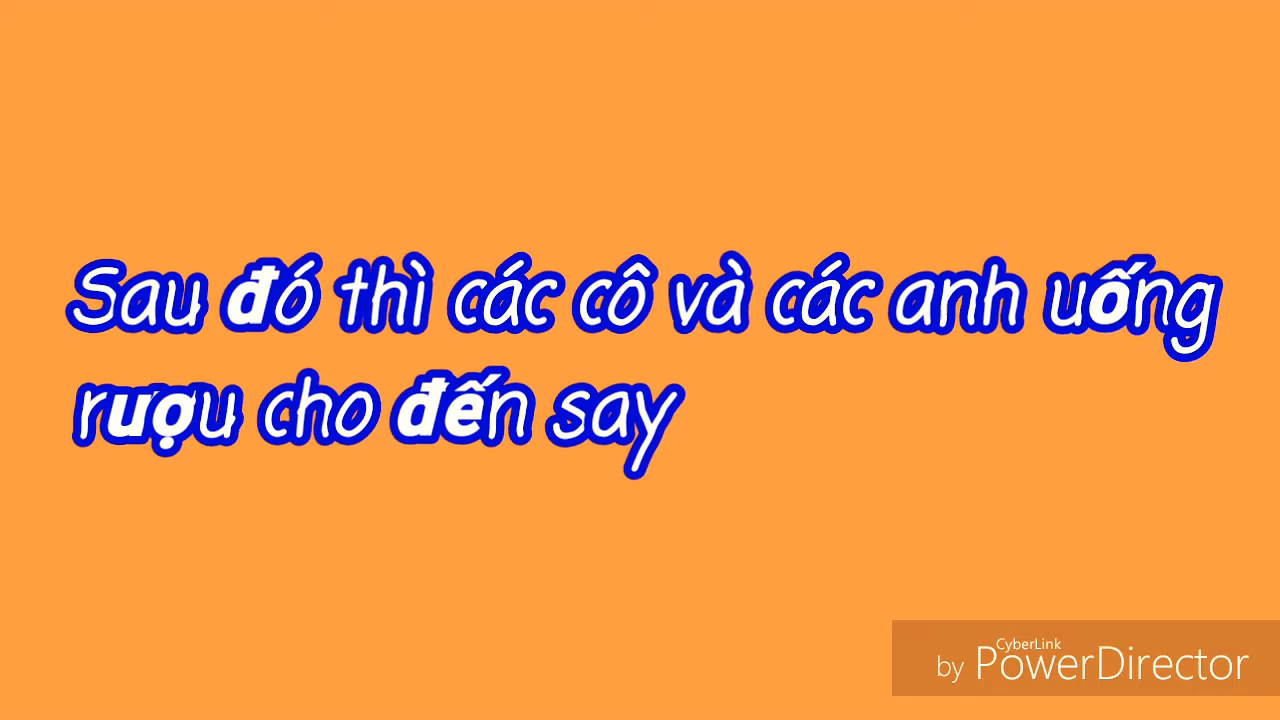 Sau đó thì các cô và các anh uống
rượu cho đến say
CyberLink
by PowerDirector